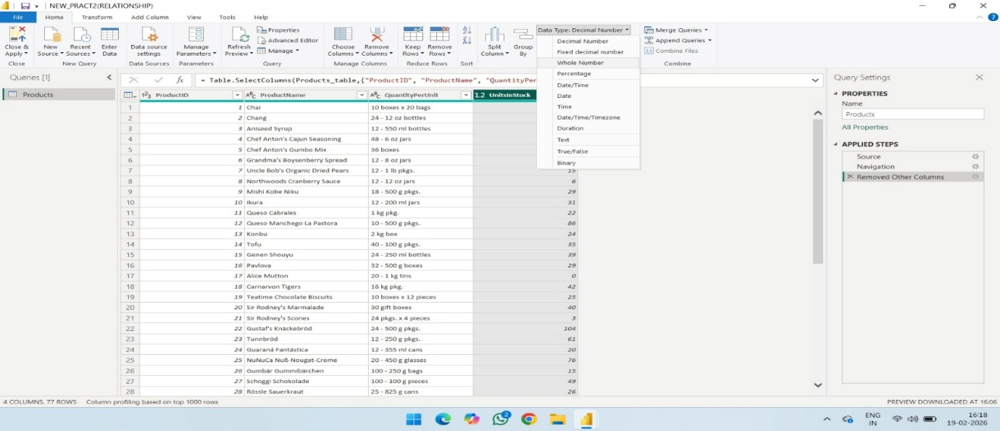 NEW_PRACT2(RELATIONSHIP)
File Home Transform Add Column View Tools Help
Close & Apply
New Source
Recent Sources
Enter Data
Data source settings
Manage Parameters
Refresh Preview
Properties
Advanced Editor
Manage
Choose Columns
Remove Columns
Keep Rows
Remove Rows
Split Column
Group By
Data Type: Decimal Number
Merge Queries
Append Queries
Combine Files
Close New Query Data Sources Parameters Query Manage Columns Reduce Rows Sort Combine
Decimal Number
Fixed decimal number
Whole Number
Percentage
Date/Time
Date
Time
Date/Time/Timezone
Duration
Text
True/False
Binary
Queries [1]
Products
fx = Table.SelectColumns(Products_table,{"ProductID", "ProductName", "QuantityPer
1 2 3 ProductID ABC ProductName ABC QuantityPerUnit 1.2 UnitsInStock
1 1 Chai 10 boxes x 20 bags
2 2 Chang 24 - 12 oz bottles
3 3 Aniseed Syrup 12 - 550 ml bottles
4 4 Chef Anton's Cajun Seasoning 48 - 6 oz jars
5 5 Chef Anton's Gumbo Mix 36 boxes
6 6 Grandma's Boysenberry Spread 12 - 8 oz jars
7 7 Uncle Bob's Organic Dried Pears 12 - 1 lb pkgs. 15
8 8 Northwoods Cranberry Sauce 12 - 12 oz jars 6
9 9 Mishi Kobe Niku 18 - 500 g pkgs. 29
10 10 Ikura 12 - 200 ml jars 31
11 11 Queso Cabrales 1 kg pkg. 22
12 12 Queso Manchego La Pastora 10 - 500 g pkgs. 86
13 13 Konbu 2 kg box 24
14 14 Tofu 40 - 100 g pkgs. 35
15 15 Genen Shouyu 24 - 250 ml bottles 39
16 16 Pavlova 32 - 500 g boxes 29
17 17 Alice Mutton 20 - 1 kg tins 0
18 18 Carnarvon Tigers 16 kg pkg. 42
19 19 Teatime Chocolate Biscuits 10 boxes x 12 pieces 25
20 20 Sir Rodney's Marmalade 30 gift boxes 40
21 21 Sir Rodney's Scones 24 pkgs. x 4 pieces 3
22 22 Gustaf's Knäckebröd 24 - 500 g pkgs. 104
23 23 Tunnbröd 12 - 250 g pkgs. 61
24 24 Guaraná Fantástica 12 - 355 ml cans 20
25 25 NuNuCa Nuß-Nougat-Creme 20 - 450 g glasses 76
26 26 Gumbär Gummibärchen 100 - 250 g bags 15
27 27 Schoggi Schokolade 100 - 100 g pieces 49
28 28 Rössle Sauerkraut 25 - 825 g cans 26
Query Settings
PROPERTIES
Name
Products
All Properties
APPLIED STEPS
Source
Navigation
Removed Other Columns
4 COLUMNS, 77 ROWS Column profiling based on top 1000 rows PREVIEW DOWNLOADED AT 16:06
2
ENG
IN
16:18
19-02-2026